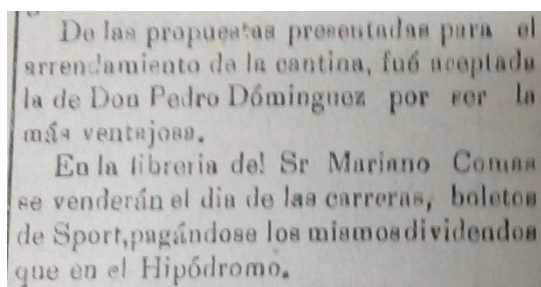 De las propuestas presentadas para el
arrendamiento de la cantina, fué aceptada
la de Don Pedro Dóminguez por ser la
más ventajosa.
En la libreria del Sr Mariano Comas
se venderán el dia de las carreras, boletos
de Sport,pagándose los mismos dividendos
que en el Hipódromo.